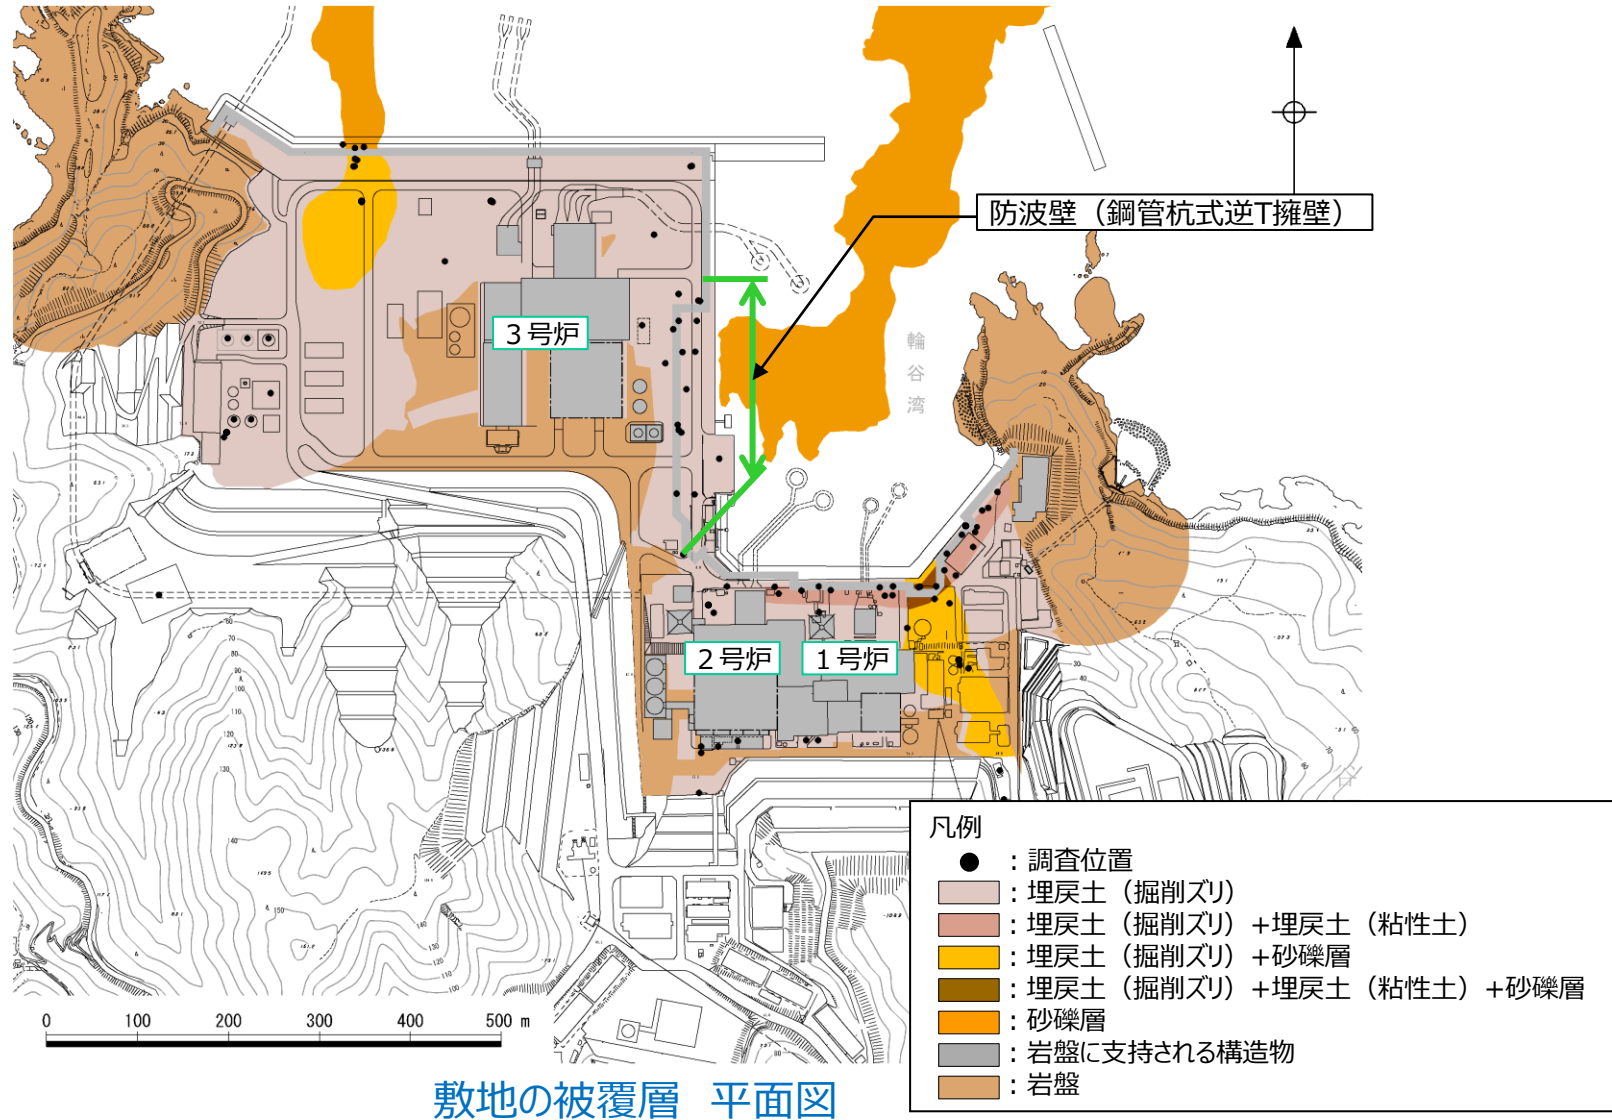 防波壁（鋼管杭式逆T擁壁）
輪谷湾
３号炉
２号炉
１号炉
凡例
：調査位置
：埋戻土（掘削ズリ）
：埋戻土（掘削ズリ）+埋戻土（粘性土）
：埋戻土（掘削ズリ）+砂礫層
：埋戻土（掘削ズリ）+埋戻土（粘性土）+砂礫層
：砂礫層
：岩盤に支持される構造物
：岩盤
0 100 200 300 400 500 m
敷地の被覆層 平面図